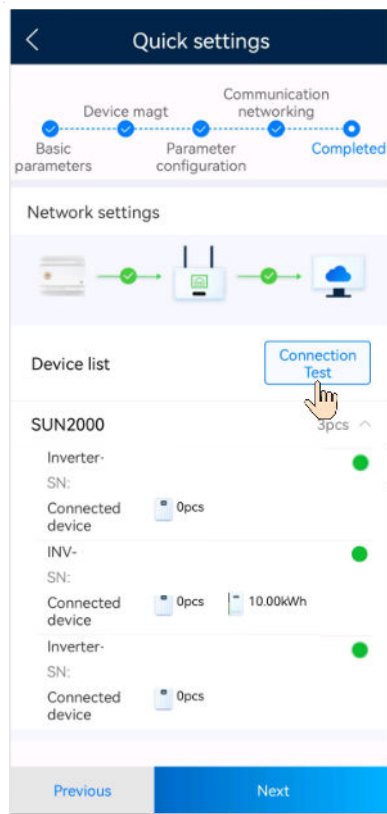 Quick settings
Communication
Device magt networking
Basic Parameter Completed
parameters configuration
Network settings
Device list
Connection
Test
SUN2000 3pcs
Inverter-
SN:
Connected 0pcs
device
INV-
SN:
Connected 0pcs 10.00kWh
device
Inverter-
SN:
Connected 0pcs
device
Previous Next